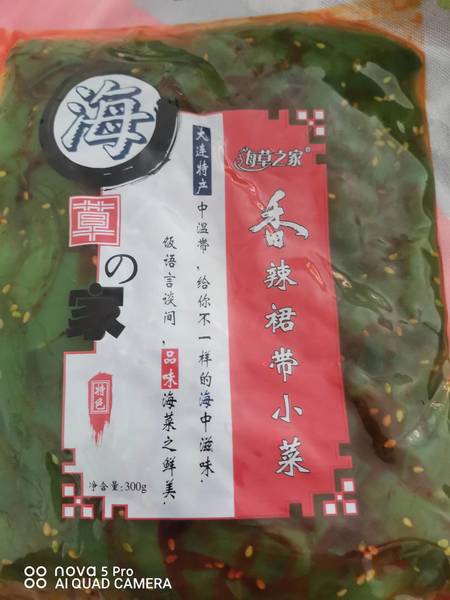 海
草
の
家
特色
大连特产
中温带,给你不一样的海中滋味.
饭语言谈间,品味海菜之鲜美.
海草之家®
香辣裙带小菜
净含量:300g
nova 5 Pro
AI QUAD CAMERA